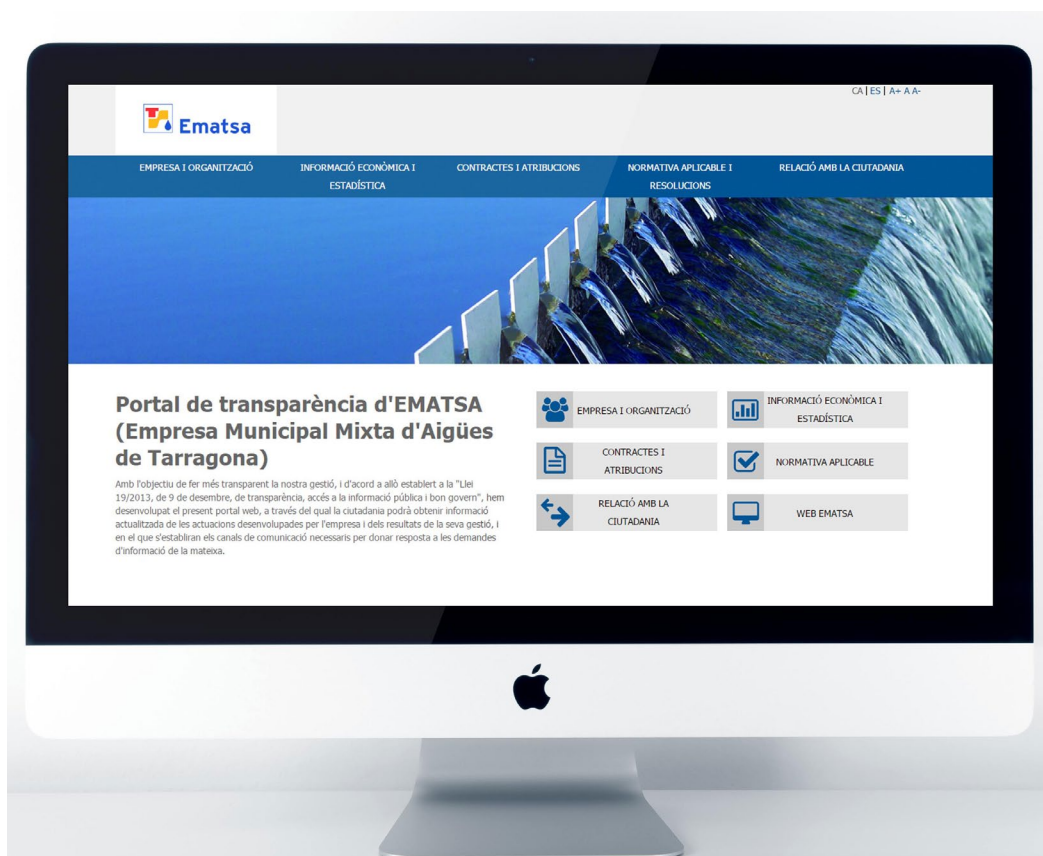 CA | ES | A+ A A-
Ematsa
EMPRESA I ORGANITZACIÓ
INFORMACIÓ ECONÒMICA I
ESTADÍSTICA
CONTRACTES I ATRIBUCIONS
NORMATIVA APLICABLE I
RESOLUCIONS
RELACIÓ AMB LA CIUTADANIA
Portal de transparència d'EMATSA
(Empresa Municipal Mixta d'Aigües
de Tarragona)
Amb l'objectiu de fer més transparent la nostra gestió, i d'acord a allò establert a la "Llei
19/2013, de 9 de desembre, de transparència, accés a la informació pública i bon govern", hem
desenvolupat el present portal web, a través del qual la ciutadania podrà obtenir informació
actualitzada de les actuacions desenvolupades per l'empresa i dels resultats de la seva gestió, i
en el que s'establiran els canals de comunicació necessaris per donar resposta a les demandes
d'informació de la mateixa.
EMPRESA I ORGANITZACIÓ
INFORMACIÓ ECONÒMICA I
ESTADÍSTICA
CONTRACTES I
ATRIBUCIONS
NORMATIVA APLICABLE
RELACIÓ AMB LA
CIUTADANIA
WEB EMATSA